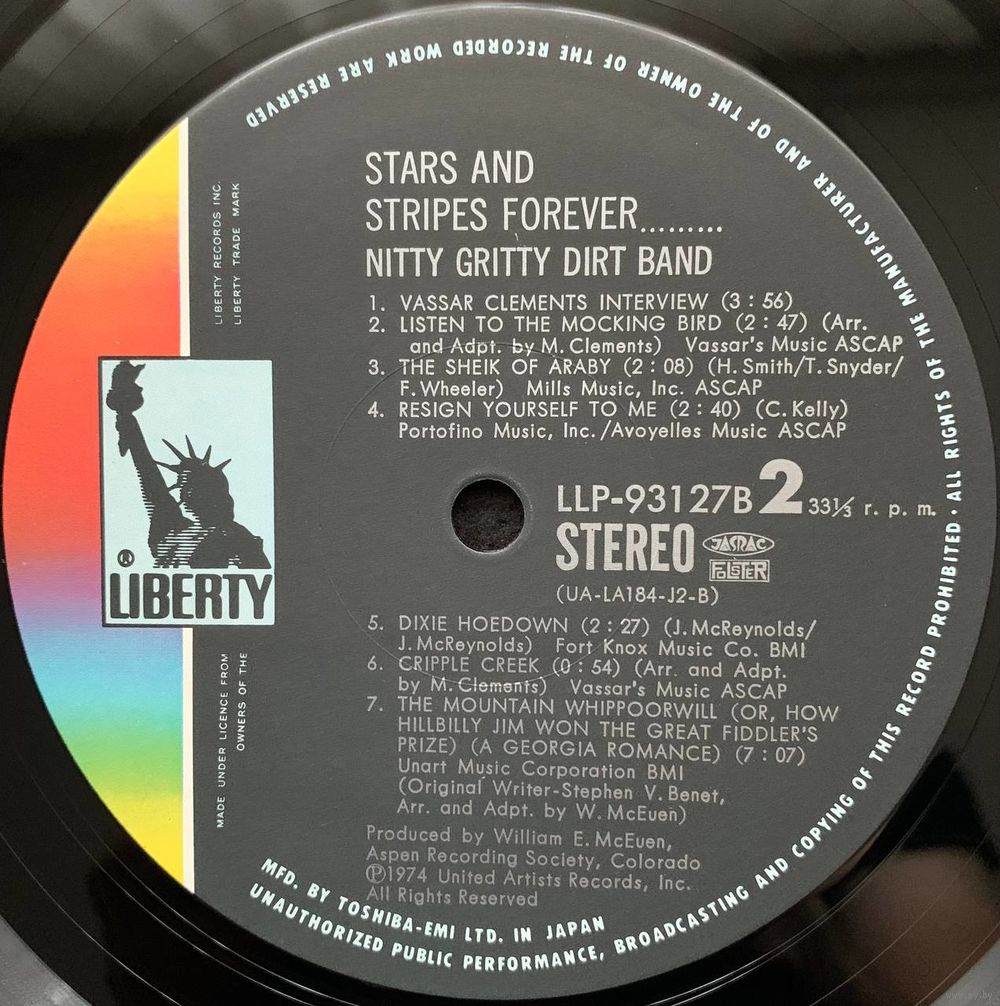 STARS AND
STRIPES FOREVER.........
NITTY GRITTY DIRT BAND
1. VASSAR CLEMENTS INTERVIEW (3 : 56)
2. LISTEN TO THE MOCKING BIRD (2 : 47) (Arr.
and Adpt. by M. Clements) Vassar's Music ASCAP
3. THE SHEIK OF ARABY (2 : 08) (H. Smith/T. Snyder/
F. Wheeler) Mills Music, Inc. ASCAP
4. RESIGN YOURSELF TO ME (2 : 40) (C. Kelly)
Portofino Music, Inc./Avoyelles Music ASCAP
LLP-93127B 2 33⅓ r. p. m.
STEREO JASRAC
FOLSTER
(UA-LA184-J2-B)
5. DIXIE HOEDOWN (2 : 27) (J. McReynolds/
J. McReynolds) Fort Knox Music Co. BMI
6. CRIPPLE CREEK (0 : 54) (Arr. and Adpt.
by M. Clements) Vassar's Music ASCAP
7. THE MOUNTAIN WHIPPOORWILL (OR, HOW
HILLBILLY JIM WON THE GREAT FIDDLER'S
PRIZE) (A GEORGIA ROMANCE) (7 : 07)
Unart Music Corporation BMI
(Original Writer-Stephen V. Benet,
Arr. and Adpt. by W. McEuen)
Produced by William E. McEuen,
Aspen Recording Society, Colorado
Ⓟ1974 United Artists Records, Inc.
All Rights Reserved
LIBERTY RECORDS INC.
LIBERTY TRADE MARK
®
LIBERTY
MADE UNDER LICENCE FROM
OWNERS OF THE
MFD. BY TOSHIBA-EMI LTD. IN JAPAN
UNAUTHORIZED PUBLIC PERFORMANCE, BROADCASTING AND COPYING OF THIS RECORD PROHIBITED · ALL RIGHTS OF THE MANUFACTURER AND OF THE OWNER OF THE RECORDED WORK ARE RESERVED